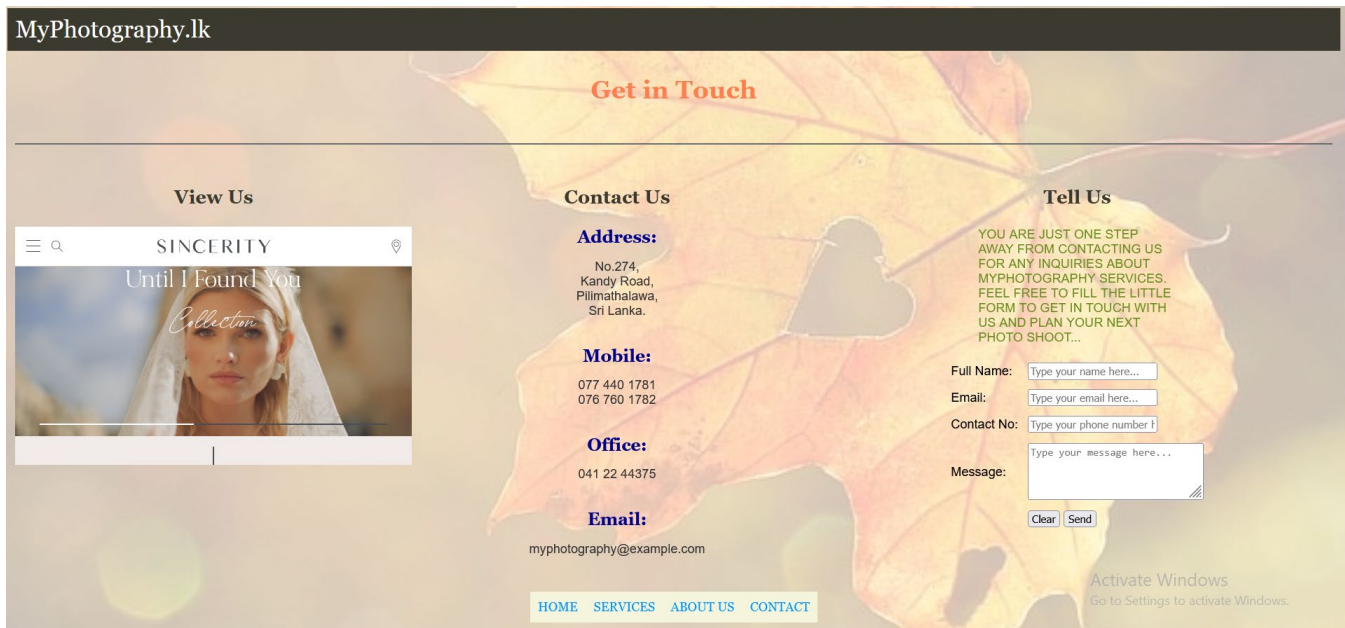 MyPhotography.lk
Get in Touch
View Us
SINCERITY
Until I Found You
Collection
Contact Us
Address:
No.274,
Kandy Road,
Pilimathalawa,
Sri Lanka.
Mobile:
077 440 1781
076 760 1782
Office:
041 22 44375
Email:
myphotography@example.com
Tell Us
YOU ARE JUST ONE STEP
AWAY FROM CONTACTING US
FOR ANY INQUIRIES ABOUT
MYPHOTOGRAPHY SERVICES.
FEEL FREE TO FILL THE LITTLE
FORM TO GET IN TOUCH WITH
US AND PLAN YOUR NEXT
PHOTO SHOOT...
Full Name: Type your name here...
Email: Type your email here...
Contact No: Type your phone number h
Message: Type your message here...
Clear Send
Activate Windows
Go to Settings to activate Windows.
HOME SERVICES ABOUT US CONTACT